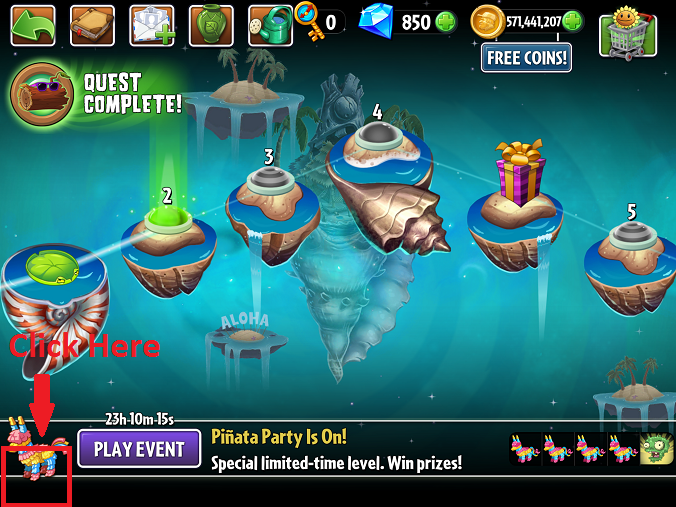 0
850
571,441,207
FREE COINS!
QUEST
COMPLETE!
4
3
2
5
ALOHA
Click Here
23h·10m·15s
PLAY EVENT
Piñata Party Is On!
Special limited-time level. Win prizes!